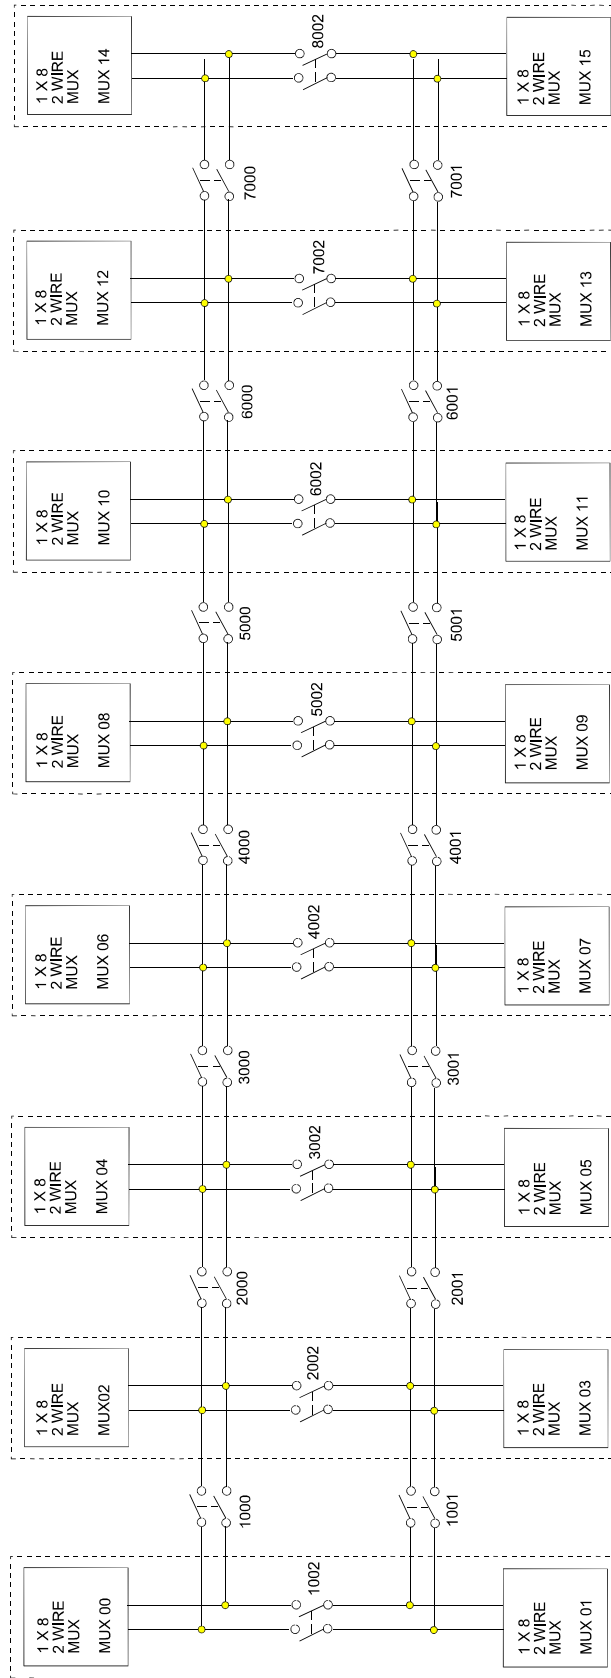 1 X 8
2 WIRE
MUX
MUX 14
8002
1 X 8
2 WIRE
MUX
MUX 15
7000
7001
1 X 8
2 WIRE
MUX
MUX 12
7002
1 X 8
2 WIRE
MUX
MUX 13
6000
6001
1 X 8
2 WIRE
MUX
MUX 10
6002
1 X 8
2 WIRE
MUX
MUX 11
5000
5001
1 X 8
2 WIRE
MUX
MUX 08
5002
1 X 8
2 WIRE
MUX
MUX 09
4000
4001
1 X 8
2 WIRE
MUX
MUX 06
4002
1 X 8
2 WIRE
MUX
MUX 07
3000
3001
1 X 8
2 WIRE
MUX
MUX 04
3002
1 X 8
2 WIRE
MUX
MUX 05
2000
2001
1 X 8
2 WIRE
MUX
MUX02
2002
1 X 8
2 WIRE
MUX
MUX 03
1000
1001
1 X 8
2 WIRE
MUX
MUX 00
1002
1 X 8
2 WIRE
MUX
MUX 01